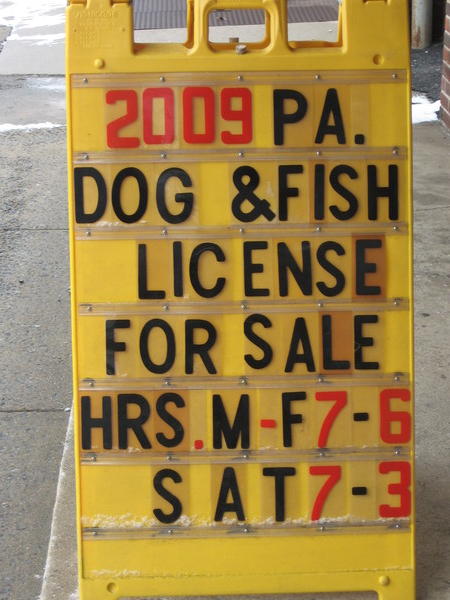 2009 PA.
DOG &FISH
LICENSE
FOR SALE
HRS.M-F7-6
SAT7-3